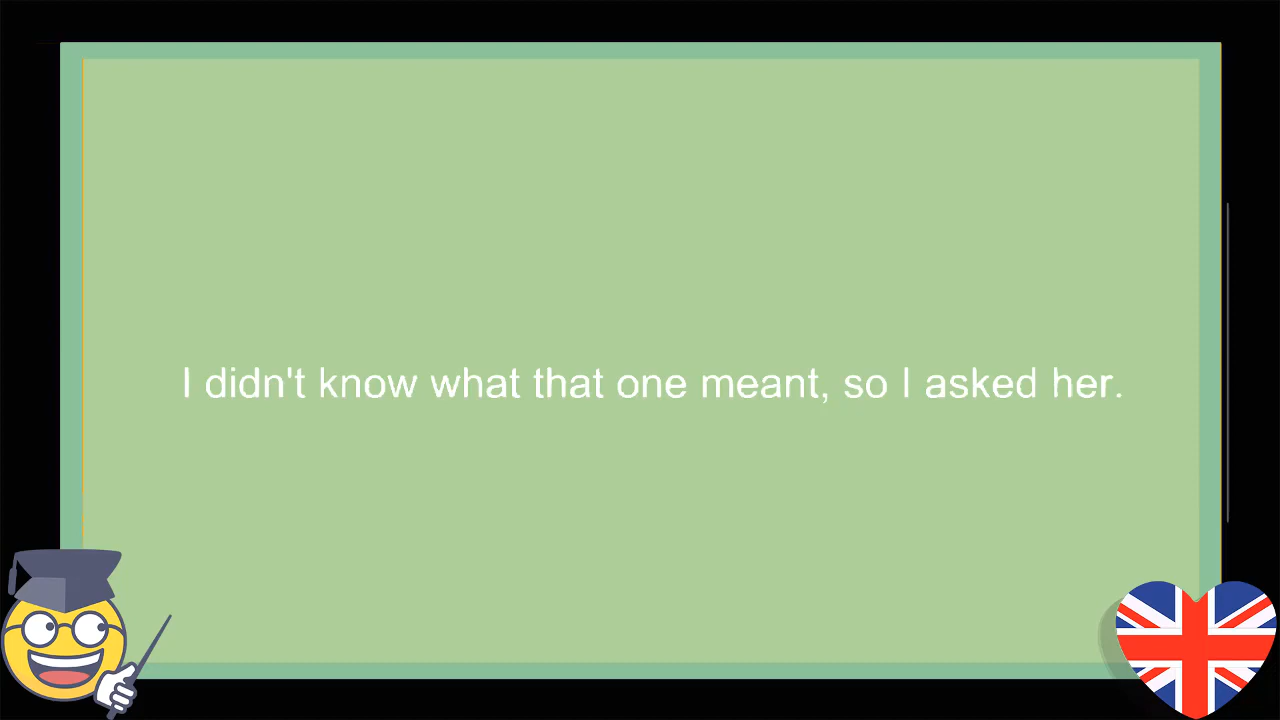 I didn't know what that one meant, so I asked her.